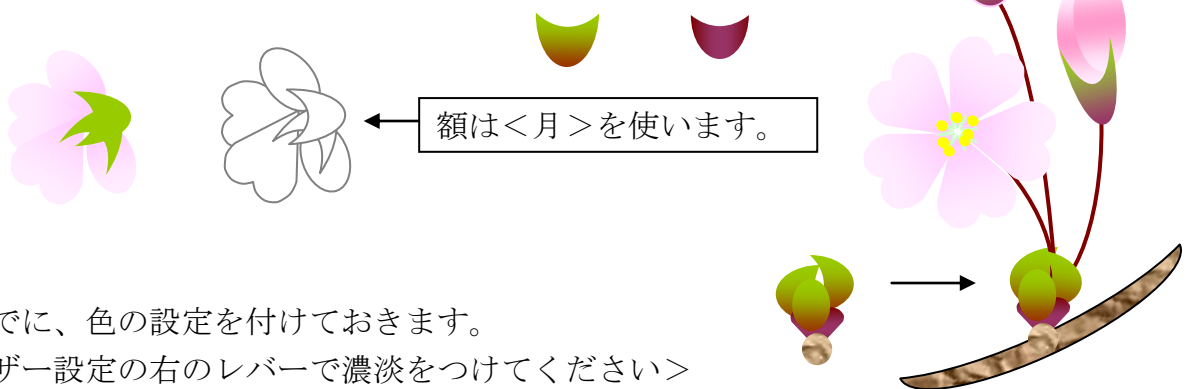 額は＜月＞を使います。
でに、色の設定を付けておきます。
ザー設定の右のレバーで濃淡をつけてください＞